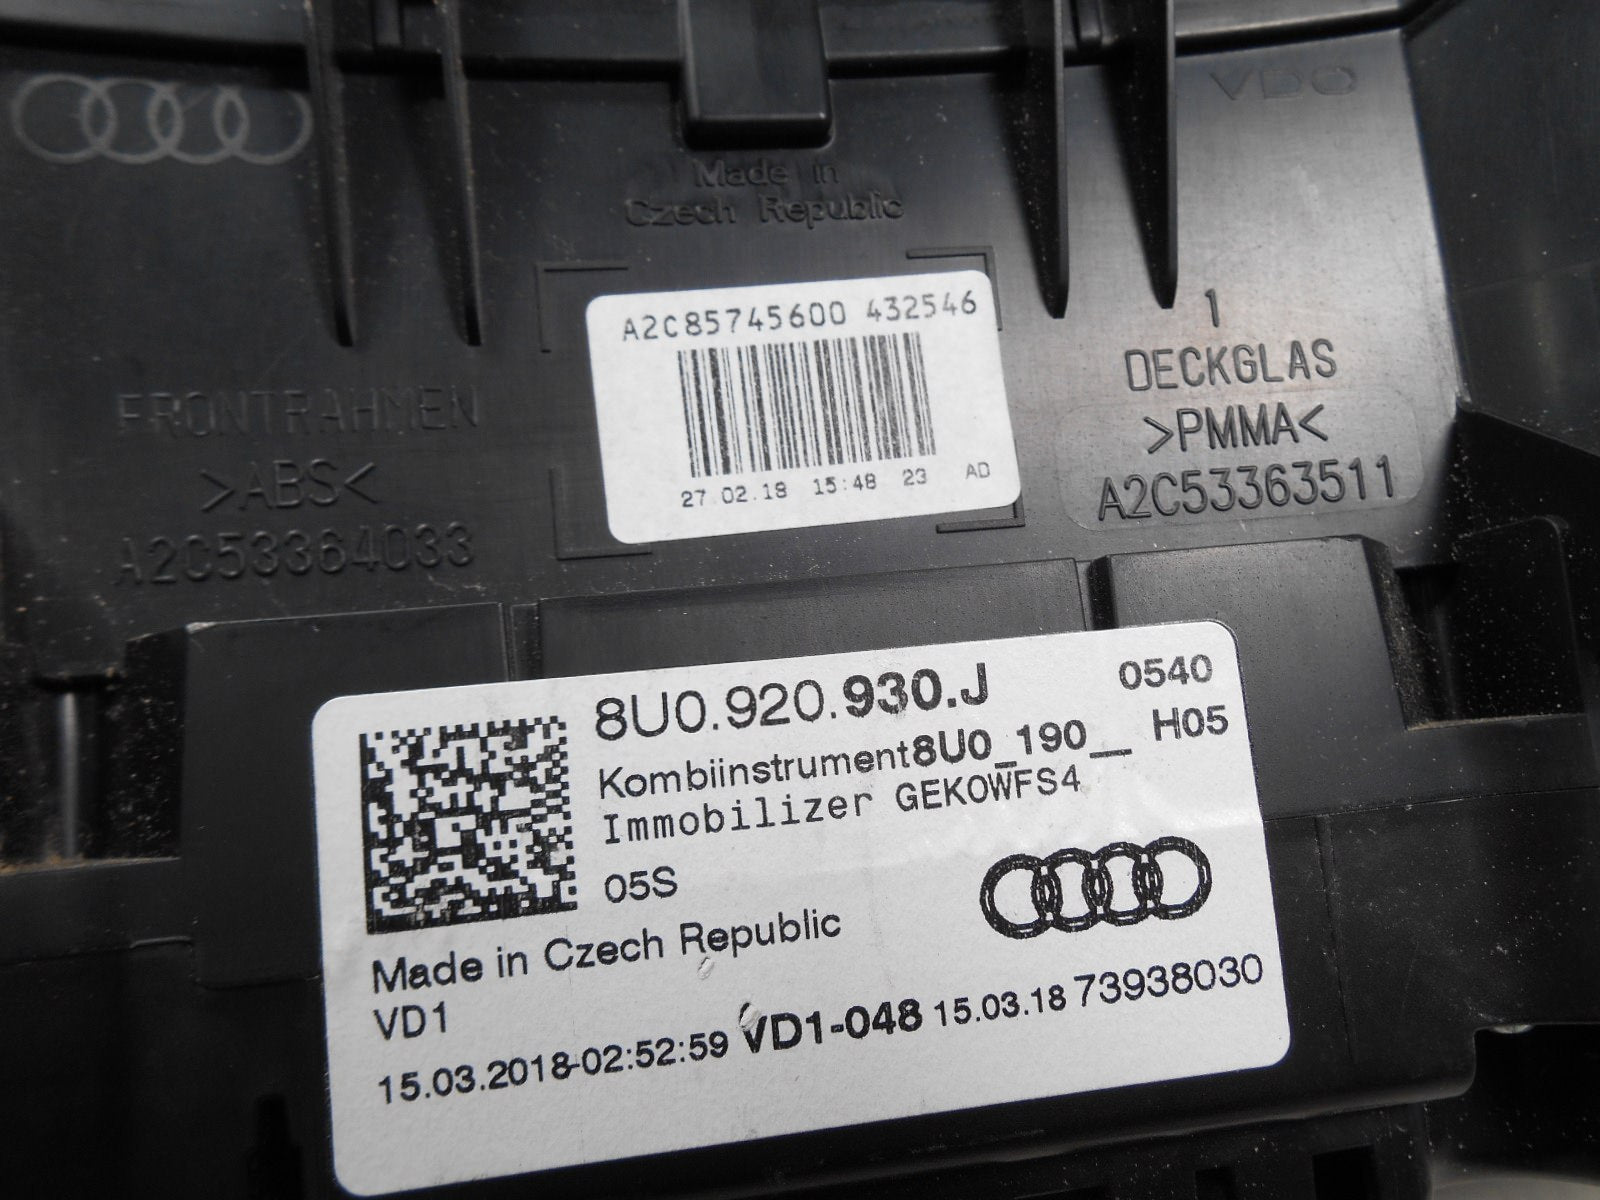 VDO
Made in
Czech Republic
A2C85745600 432546
27.02.18 15:48 23 AD
FRONTRAHMEN
>ABS<
A2C53364033
1
DECKGLAS
>PMMA<
A2C53363511
8U0.920.930.J 0540
Kombiinstrument8U0_190__ H05
Immobilizer GEKOWFS4
05S
Made in Czech Republic
VD1
15.03.2018-02:52:59 VD1-048 15.03.18 73938030